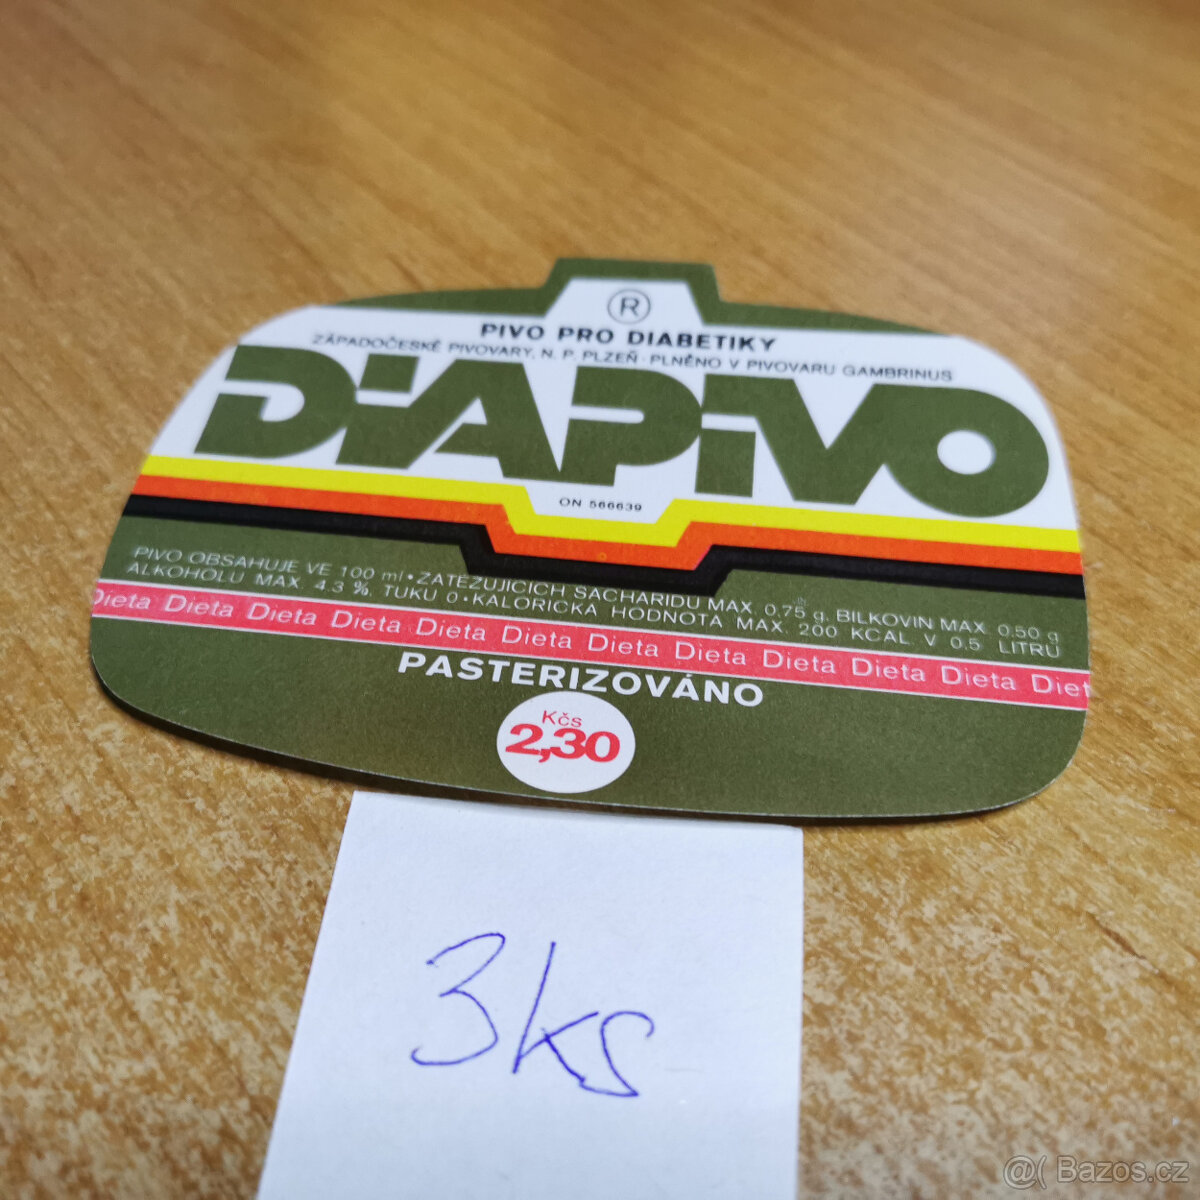 ®
PIVO PRO DIABETIKY
ZÁPADOČESKÉ PIVOVARY, N. P. PLZEŇ · PLNĚNO V PIVOVARU GAMBRINUS
DIAPIVO
ON 566639
PIVO OBSAHUJE VE 100 ml • ZATĚŽUJÍCÍCH SACHARIDŮ MAX. 0,75 g, BÍLKOVIN MAX. 0,50 g
ALKOHOLU MAX. 4,3 %, TUKU 0 • KALORICKÁ HODNOTA MAX. 200 KCAL V 0,5 LITRU
Dieta Dieta Dieta Dieta Dieta Dieta Dieta Dieta Dieta Dieta Dieta Diet
PASTERIZOVÁNO
Kčs
2,30
3ks
@( Bazos.cz